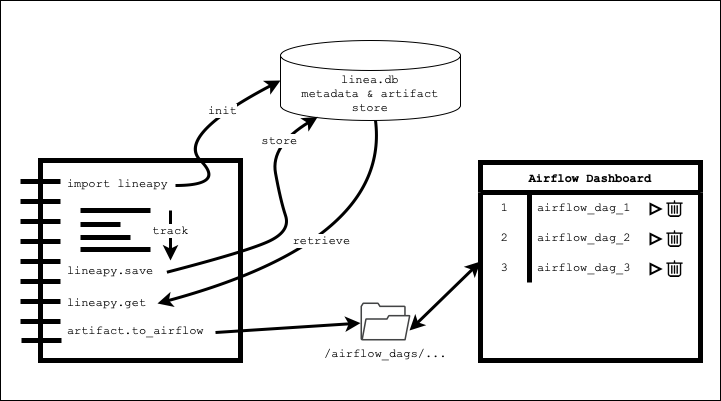 linea.db
metadata & artifact
store
init
store
import lineapy
track
lineapy.save
retrieve
lineapy.get
artifact.to_airflow
/airflow_dags/...
Airflow Dashboard
1 airflow_dag_1
2 airflow_dag_2
3 airflow_dag_3